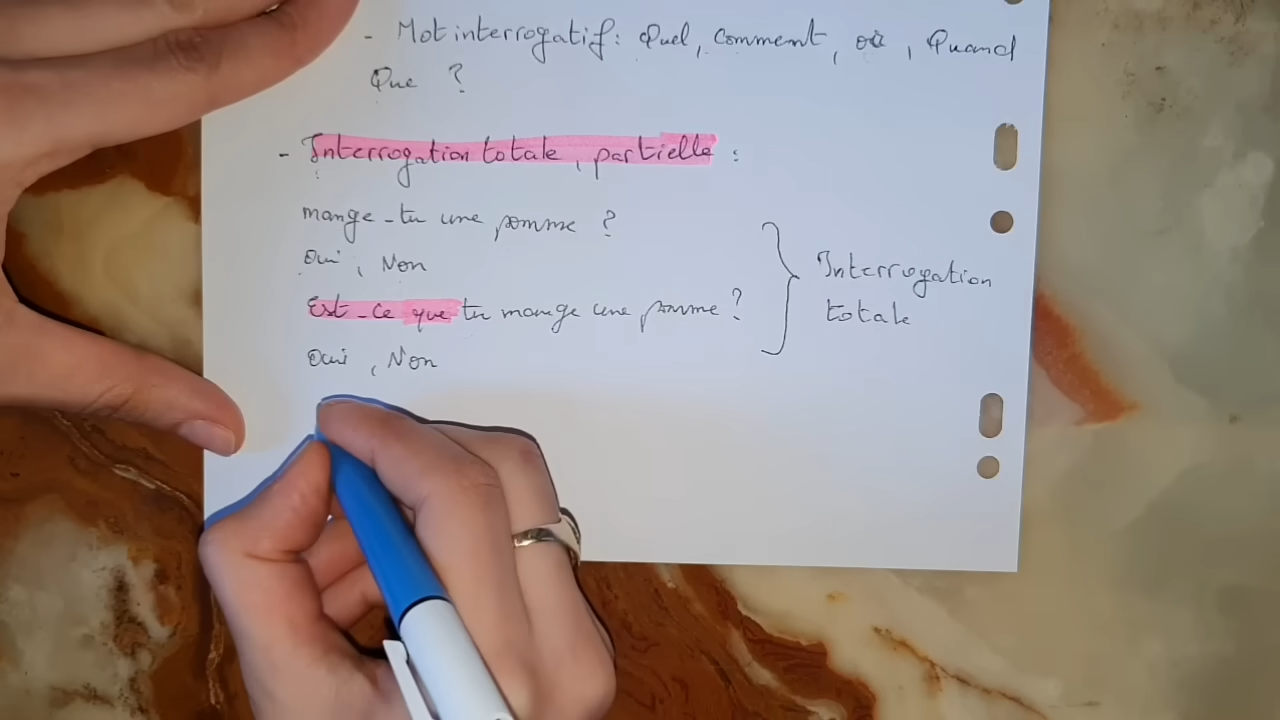 - Mot interrogatif : Quel, comment, où, Quand
Que ?
- Interrogation totale, partielle :
mange-tu une pomme ?
Oui, Non
Est-ce que tu mange une pomme ?
Oui, Non
Interrogation
totale